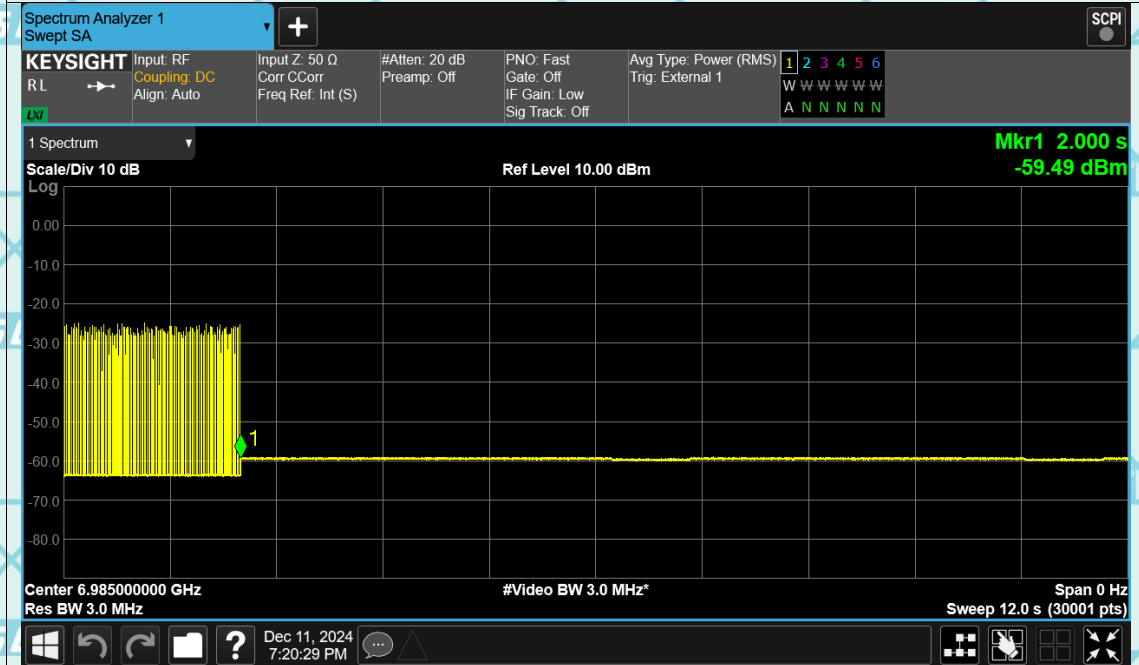 Spectrum Analyzer 1
Swept SA
+
SCPI
KEYSIGHT
R L
LXI
Input: RF
Coupling: DC
Align: Auto
Input Z: 50 Ω
Corr CCorr
Freq Ref: Int (S)
#Atten: 20 dB
Preamp: Off
PNO: Fast
Gate: Off
IF Gain: Low
Sig Track: Off
Avg Type: Power (RMS)
Trig: External 1
1 2 3 4 5 6
W W W W W W
A N N N N N
1 Spectrum
Mkr1 2.000 s
-59.49 dBm
Scale/Div 10 dB
Ref Level 10.00 dBm
Log
0.00
-10.0
-20.0
-30.0
-40.0
-50.0
1
-60.0
-70.0
-80.0
Center 6.985000000 GHz
#Video BW 3.0 MHz*
Span 0 Hz
Res BW 3.0 MHz
Sweep 12.0 s (30001 pts)
?
Dec 11, 2024
7:20:29 PM